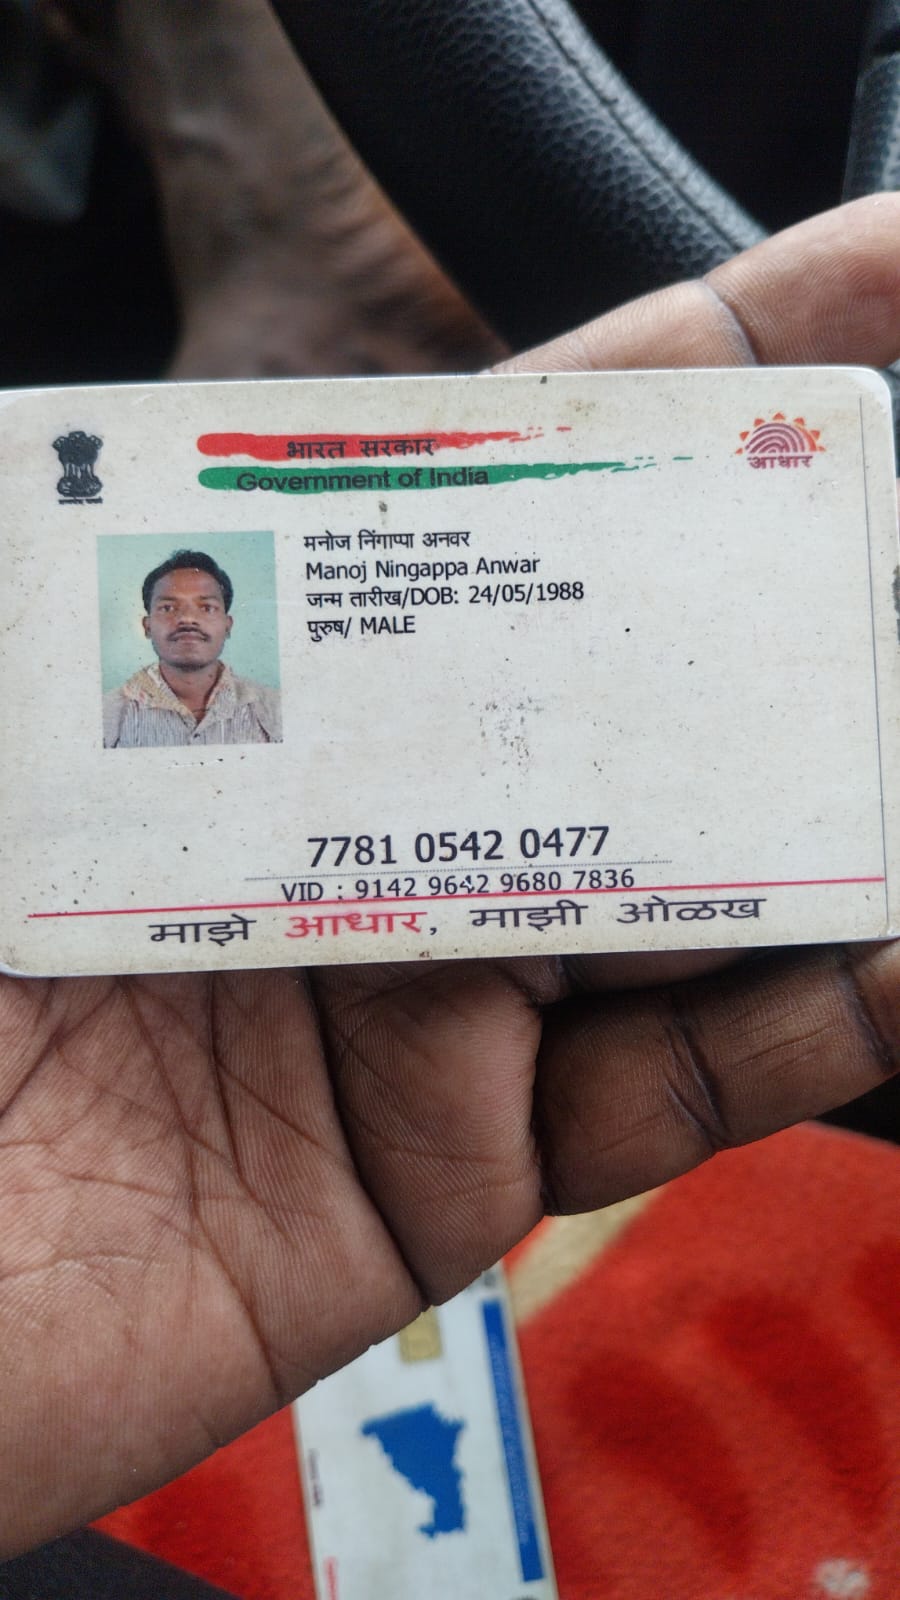 भारत सरकार
Government of India
आधार
मनोज निंगाप्पा अनवर
Manoj Ningappa Anwar
जन्म तारीख/DOB: 24/05/1988
पुरुष/ MALE
7781 0542 0477
VID : 9142 9642 9680 7836
माझे आधार, माझी ओळख